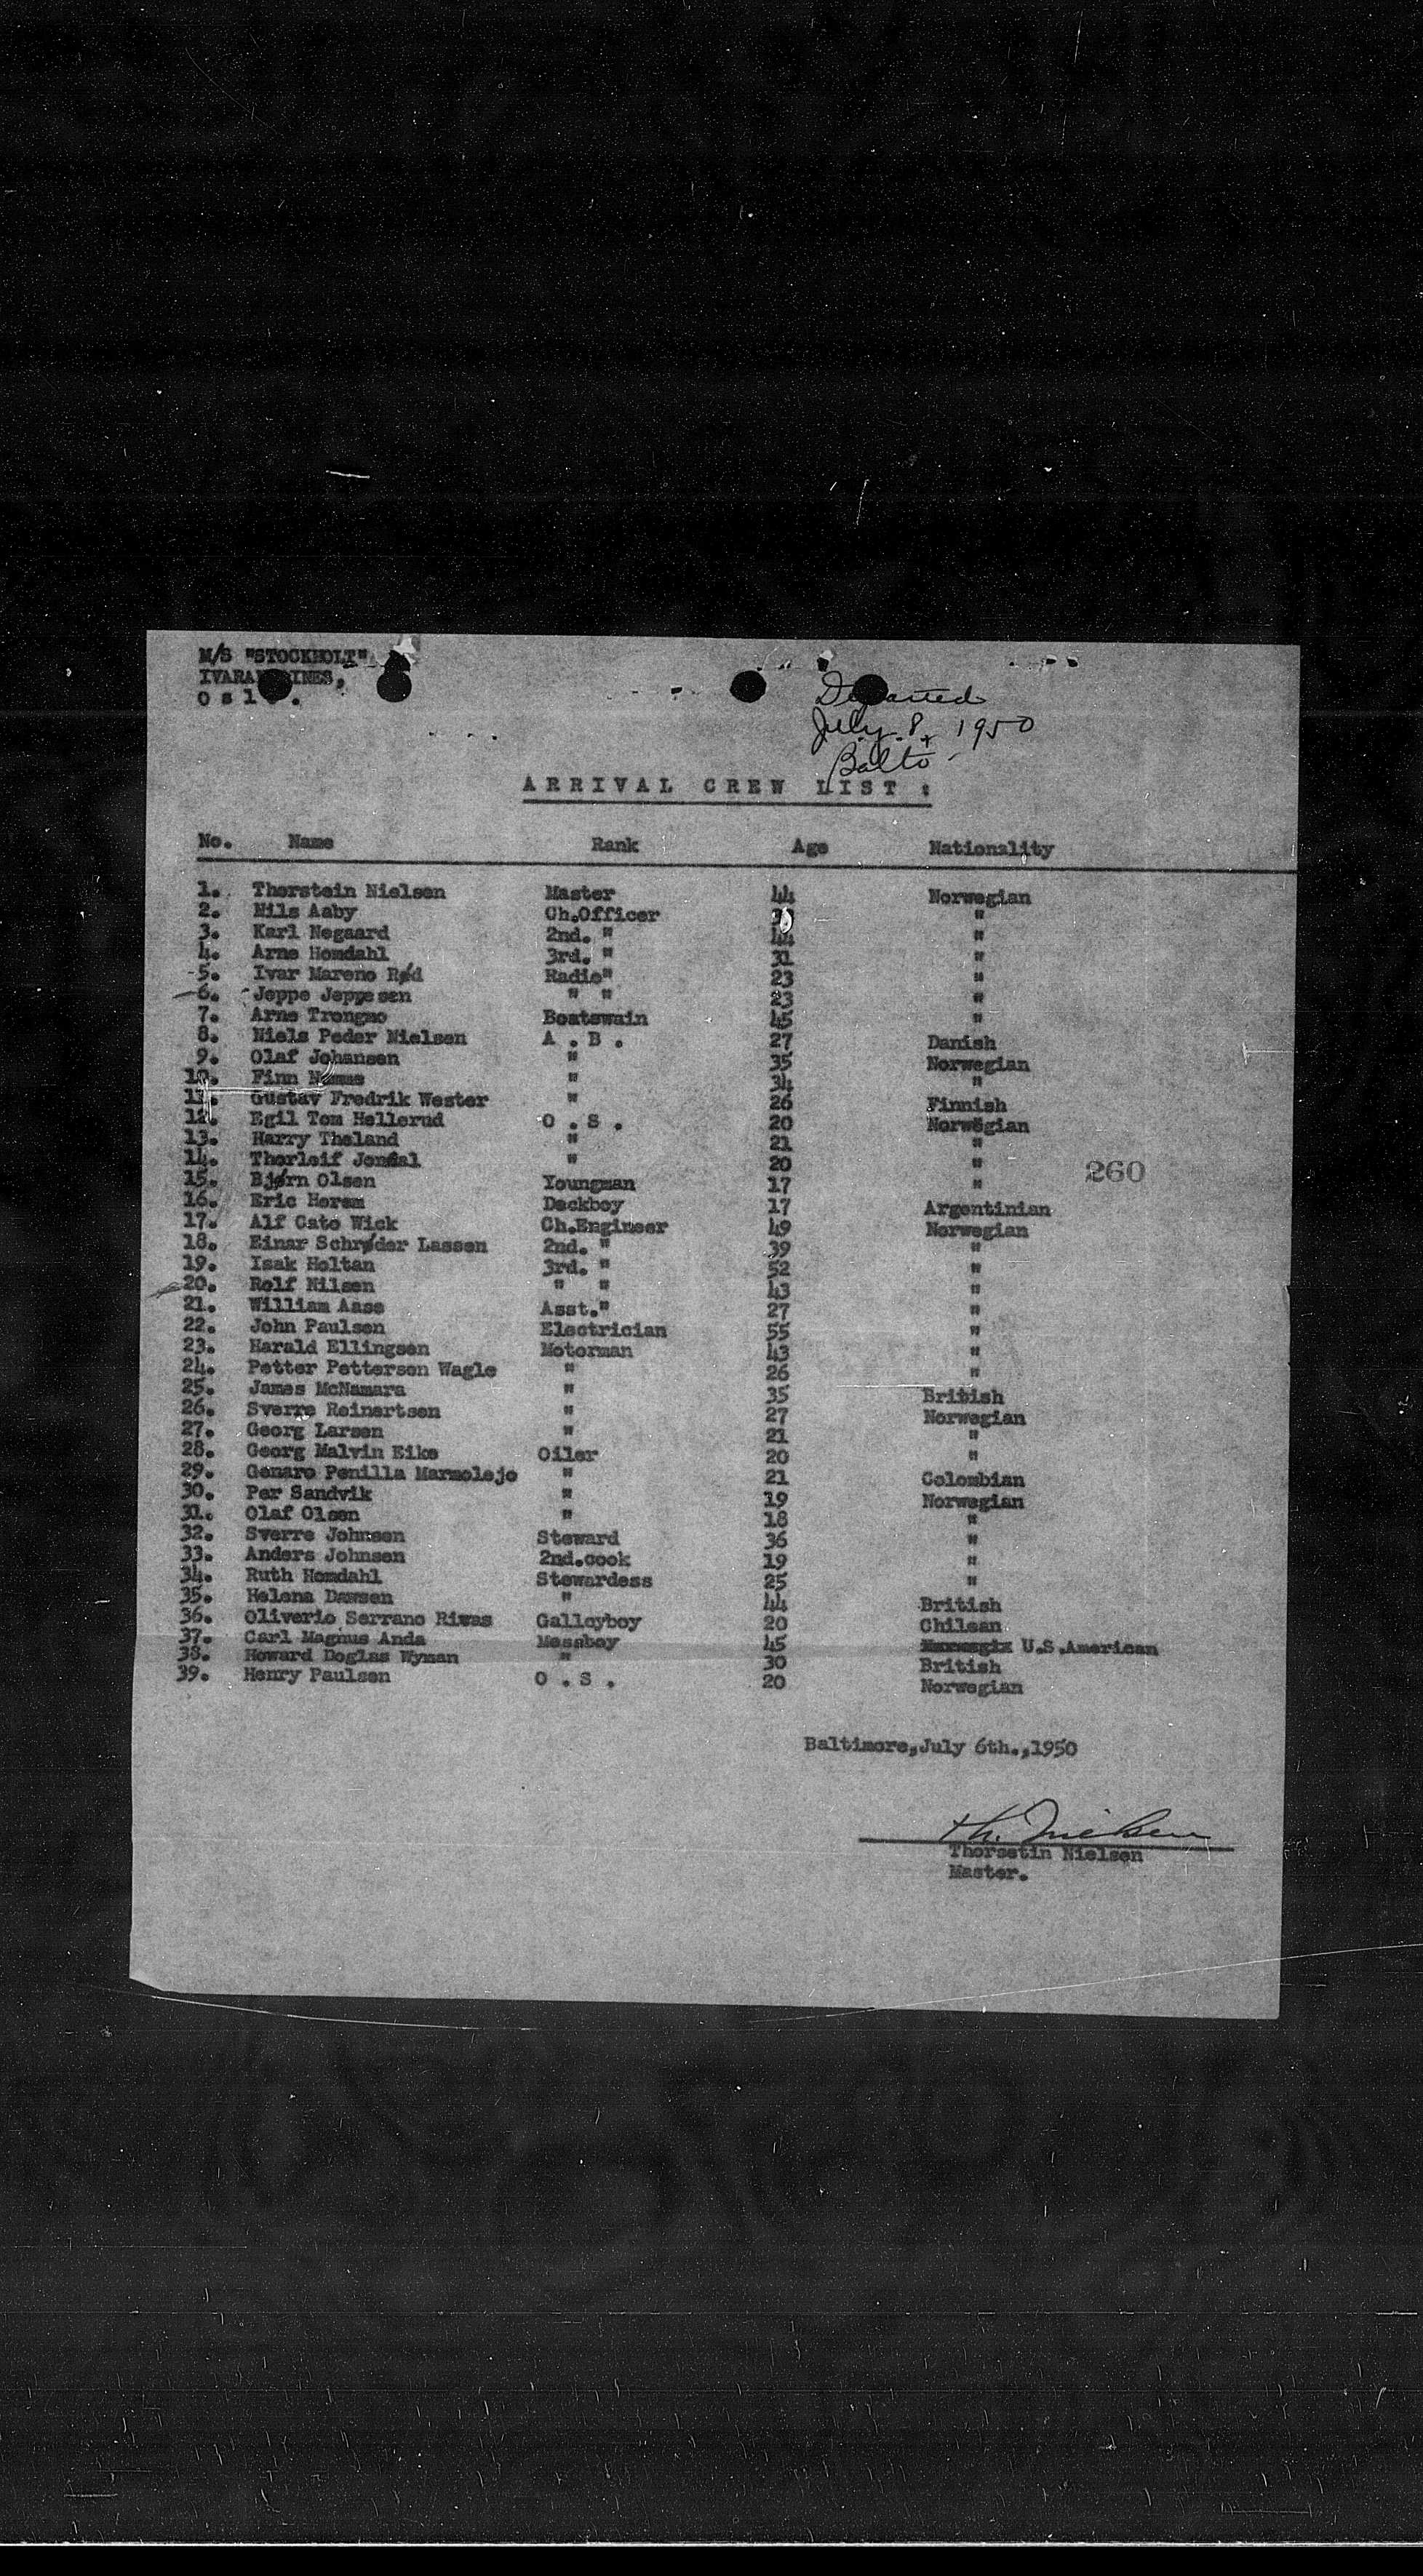 M/S "STOCKHOLT"
Departed
July 8, 1950
Balto
ARRIVAL CREW LIST :
No. Name Rank Age Nationality
1. Thorstein Nielsen Master 44 Norwegian
2. Nils Aaby Ch.Officer "
3. Karl Negaard 2nd. " 44 "
4. Arne Homdahl 3rd. " 31 "
5. Ivar Mareno Rød Radio" 23 "
6. Jeppe Jeppesen " " 23 "
7. Arne Trongmo Boatswain 45 "
8. Niels Peder Nielsen A.B. 27 Danish
9. Olaf Johansen " 35 Norwegian
10. Finn " 34 "
11. Gustav Fredrik Wester " 26 Finnish
12. Egil Tom Hellerud O.S. 20 Norwegian
13. Harry Theland " 21 "
14. Thorleif " 20 "
260
15. Bjørn Olsen Youngman 17 "
16. Eric Herem Deckboy 17 Argentinian
17. Alf Cato Wick Ch.Engineer 49 Norwegian
18. Einar Schrøder Lassen 2nd. " 39 "
19. Isak Holtan 3rd. " 52 "
20. Rolf Nilsen " " 43 "
21. William Aase Asst." 27 "
22. John Paulsen Electrician 55 "
23. Harald Ellingsen Motorman 43 "
24. Petter Petterson Wagle " 26 "
25. James McNamara " 35 British
26. Sverre Reinertsen " 27 Norwegian
27. Georg Larsen " 21 "
28. Georg Malvin Eike Oiler 20 "
29. Genaro Penilla Marmolejo " 21 Colombian
30. Per Sandvik " 19 Norwegian
31. Olaf Olsen " 18 "
32. Sverre Johnsen Steward 36 "
33. Anders Johnsen 2nd.cook 19 "
34. Ruth Homdahl Stewardess 25 "
35. Helena Dawsen " 44 British
36. Oliverio Serrano Riwas Galleyboy 20 Chilean
37. Carl Magnus Anda Messboy 45 U.S.American
38. Howard Doglas Wyman " 30 British
39. Henry Paulsen O.S. 20 Norwegian
Baltimore,July 6th.,1950
Th. Nielsen
Thorsetin Nielsen
Master.